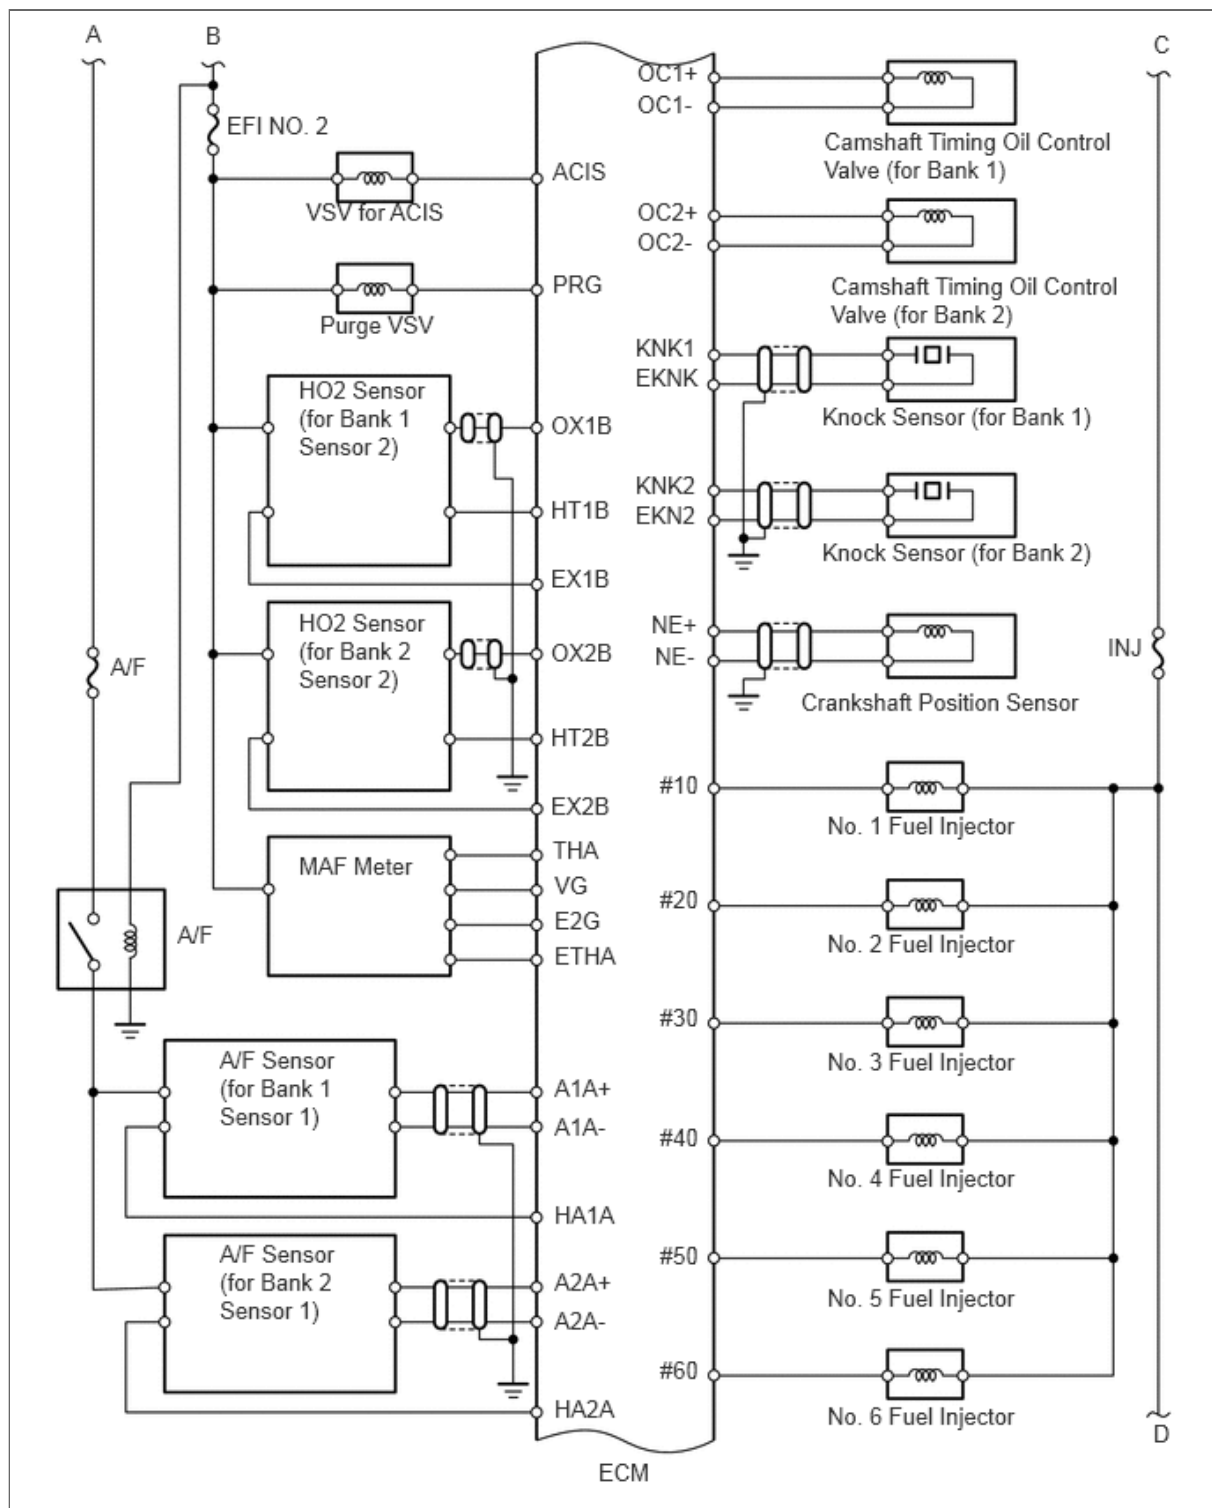 A
B
EFI NO. 2
VSV for ACIS
Purge VSV
HO2 Sensor
(for Bank 1
Sensor 2)
HO2 Sensor
(for Bank 2
Sensor 2)
A/F
MAF Meter
A/F
A/F Sensor
(for Bank 1
Sensor 1)
A/F Sensor
(for Bank 2
Sensor 1)
ACIS
PRG
OX1B
HT1B
EX1B
OX2B
HT2B
EX2B
THA
VG
E2G
ETHA
A1A+
A1A-
HA1A
A2A+
A2A-
HA2A
ECM
OC1+
OC1-
OC2+
OC2-
KNK1
EKNK
KNK2
EKN2
NE+
NE-
#10
#20
#30
#40
#50
#60
Camshaft Timing Oil Control
Valve (for Bank 1)
Camshaft Timing Oil Control
Valve (for Bank 2)
Knock Sensor (for Bank 1)
Knock Sensor (for Bank 2)
Crankshaft Position Sensor
No. 1 Fuel Injector
No. 2 Fuel Injector
No. 3 Fuel Injector
No. 4 Fuel Injector
No. 5 Fuel Injector
No. 6 Fuel Injector
C
INJ
D